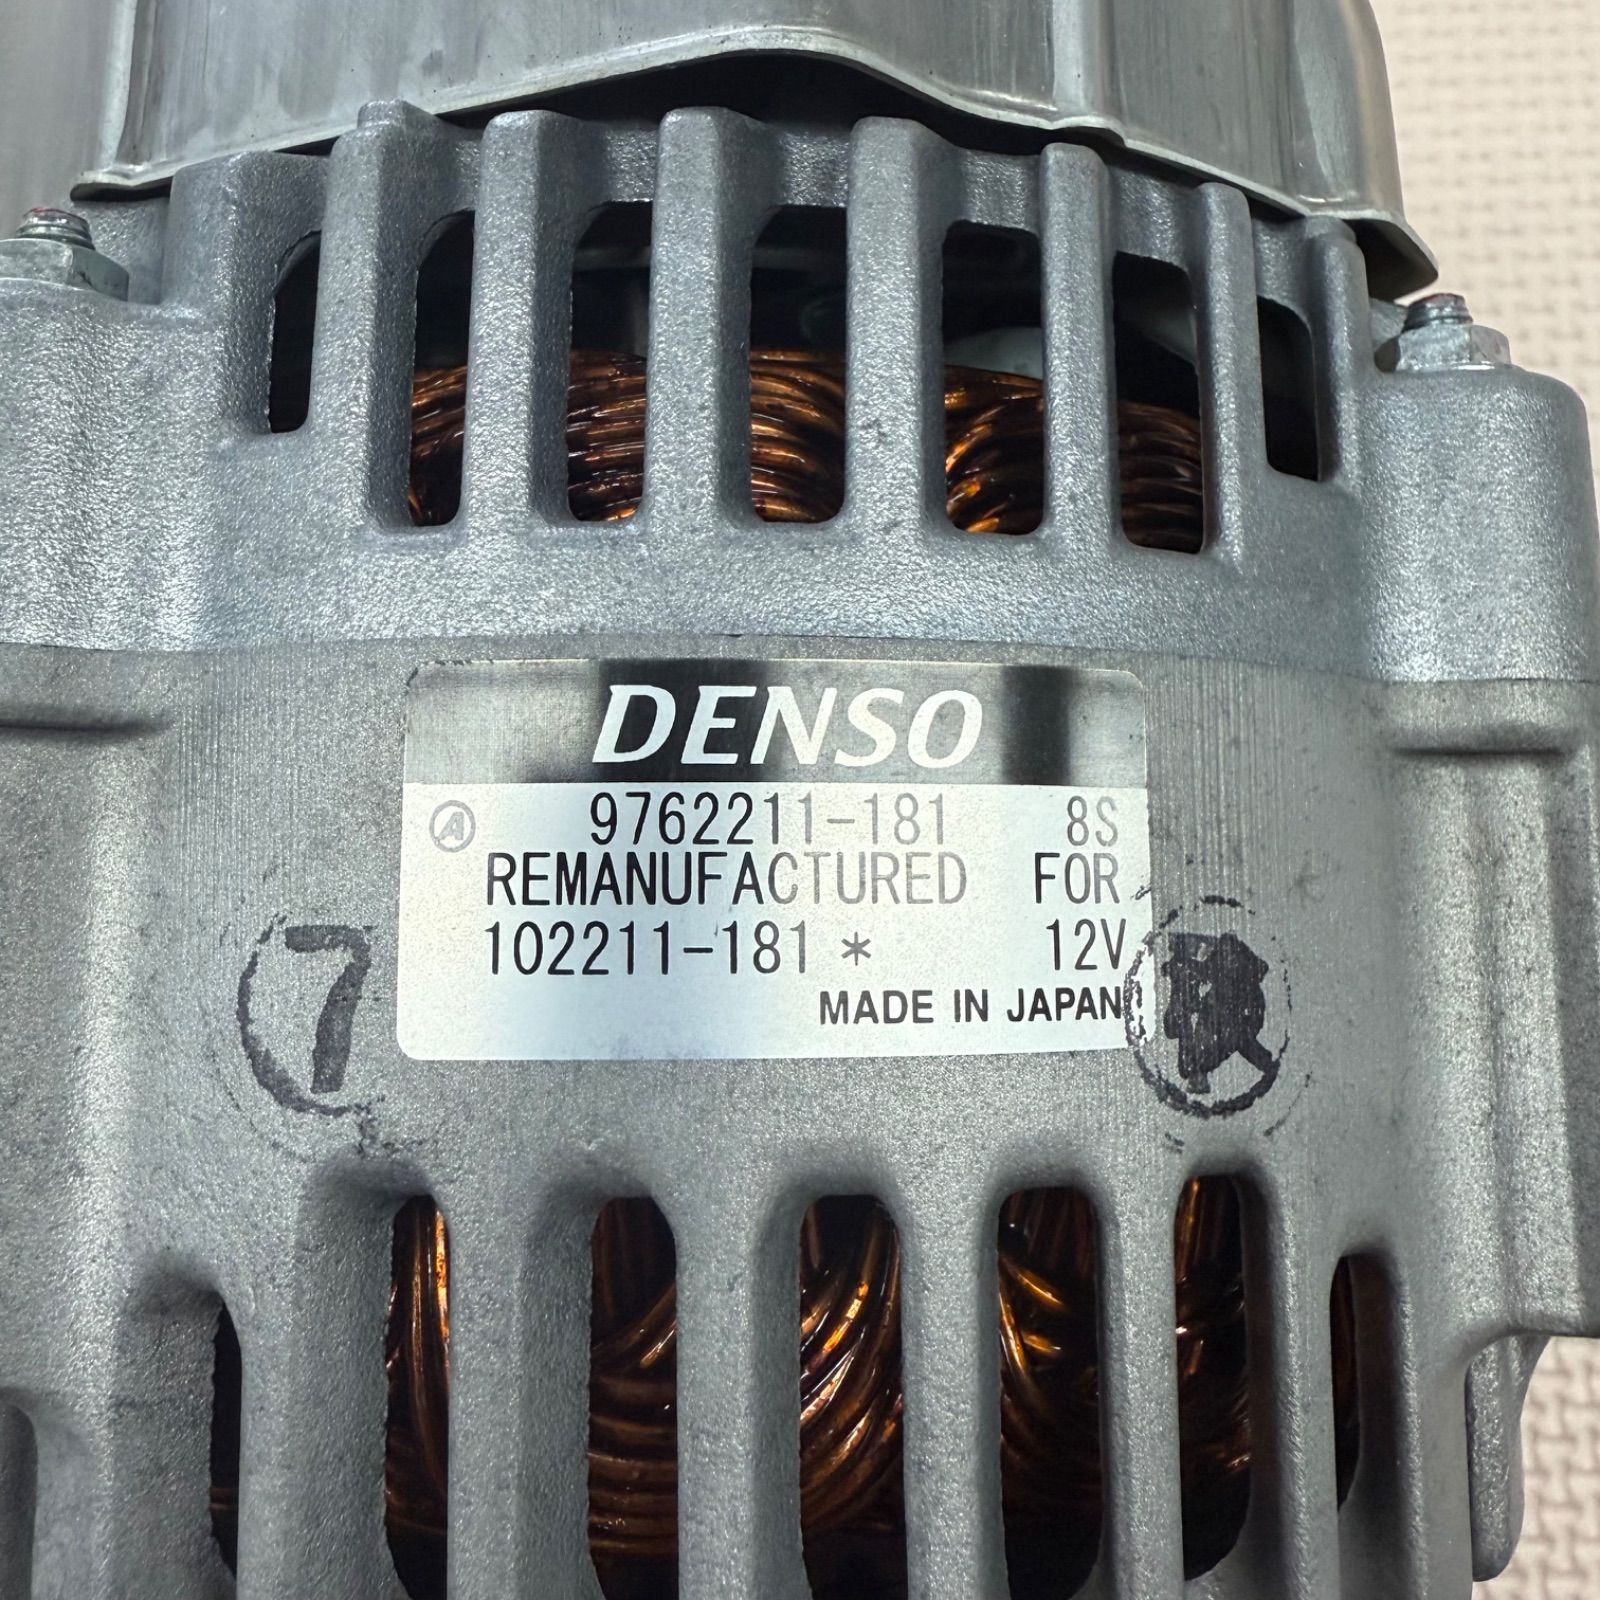 DENSO
Ⓐ 9762211-181 8S
REMANUFACTURED FOR
102211-181 * 12V
MADE IN JAPAN
7